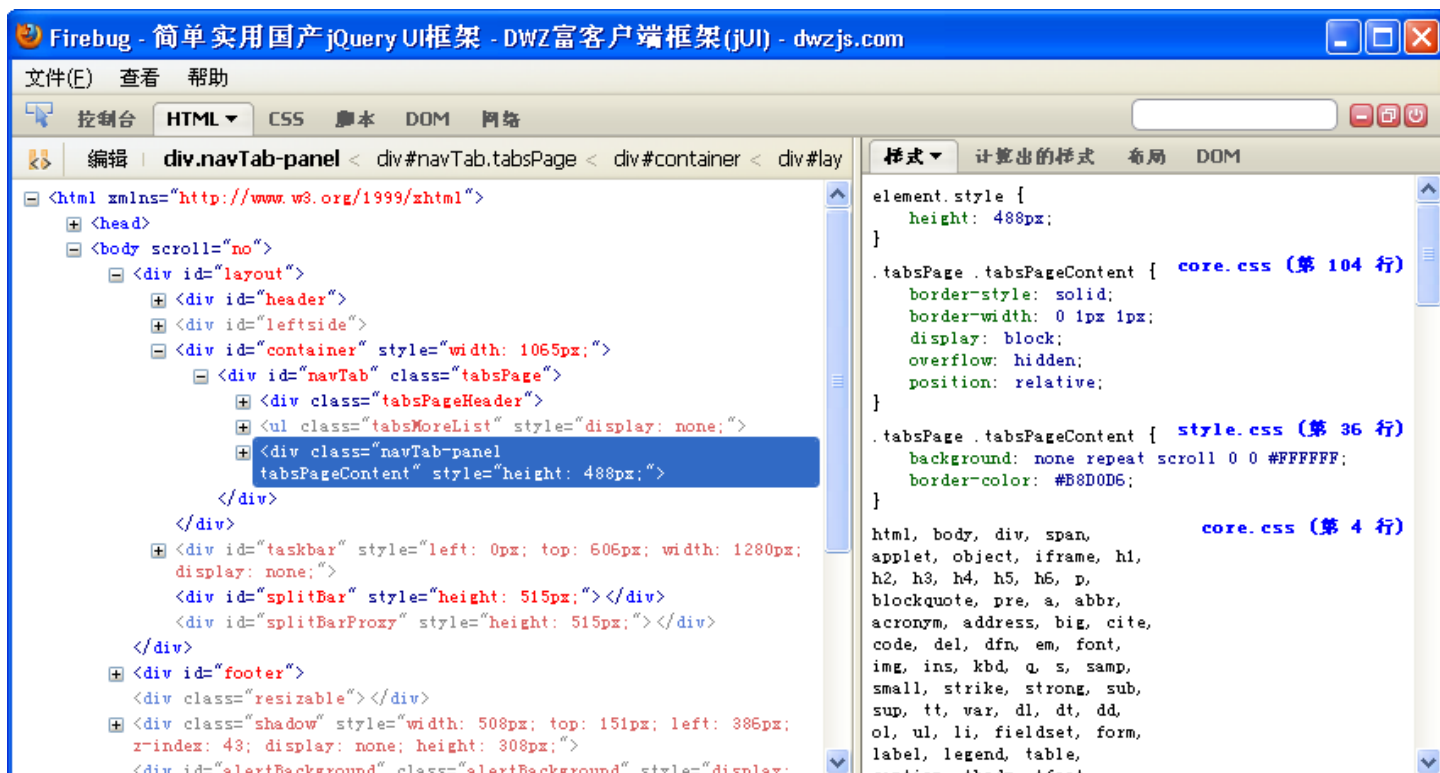 Firebug - 简单实用国产jQuery UI框架 - DWZ富客户端框架(jUI) - dwzjs.com
文件(F) 查看 帮助
控制台 HTML CSS 脚本 DOM 网络
编辑 div.navTab-panel < div#navTab.tabsPage < div#container < div#lay
<html xmlns="http://www.w3.org/1999/xhtml">
<head>
<body scroll="no">
<div id="layout">
<div id="header">
<div id="leftside">
<div id="container" style="width: 1065px;">
<div id="navTab" class="tabsPage">
<div class="tabsPageHeader">
<ul class="tabsMoreList" style="display: none;">
<div class="navTab-panel
tabsPageContent" style="height: 488px;">
</div>
</div>
<div id="taskbar" style="left: 0px; top: 606px; width: 1280px;
display: none;">
<div id="splitBar" style="height: 515px;"></div>
<div id="splitBarProxy" style="height: 515px;"></div>
</div>
<div id="footer">
<div class="resizable"></div>
<div class="shadow" style="width: 508px; top: 151px; left: 386px;
z-index: 43; display: none; height: 308px;">
<div id="alertBackground" class="alertBackground" style="display:
样式 计算出的样式 布局 DOM
element.style {
height: 488px;
}
.tabsPage .tabsPageContent { core.css (第 104 行)
border-style: solid;
border-width: 0 1px 1px;
display: block;
overflow: hidden;
position: relative;
}
.tabsPage .tabsPageContent { style.css (第 36 行)
background: none repeat scroll 0 0 #FFFFFF;
border-color: #B8D0D6;
}
html, body, div, span, core.css (第 4 行)
applet, object, iframe, h1,
h2, h3, h4, h5, h6, p,
blockquote, pre, a, abbr,
acronym, address, big, cite,
code, del, dfn, em, font,
img, ins, kbd, q, s, samp,
small, strike, strong, sub,
sup, tt, var, dl, dt, dd,
ol, ul, li, fieldset, form,
label, legend, table,